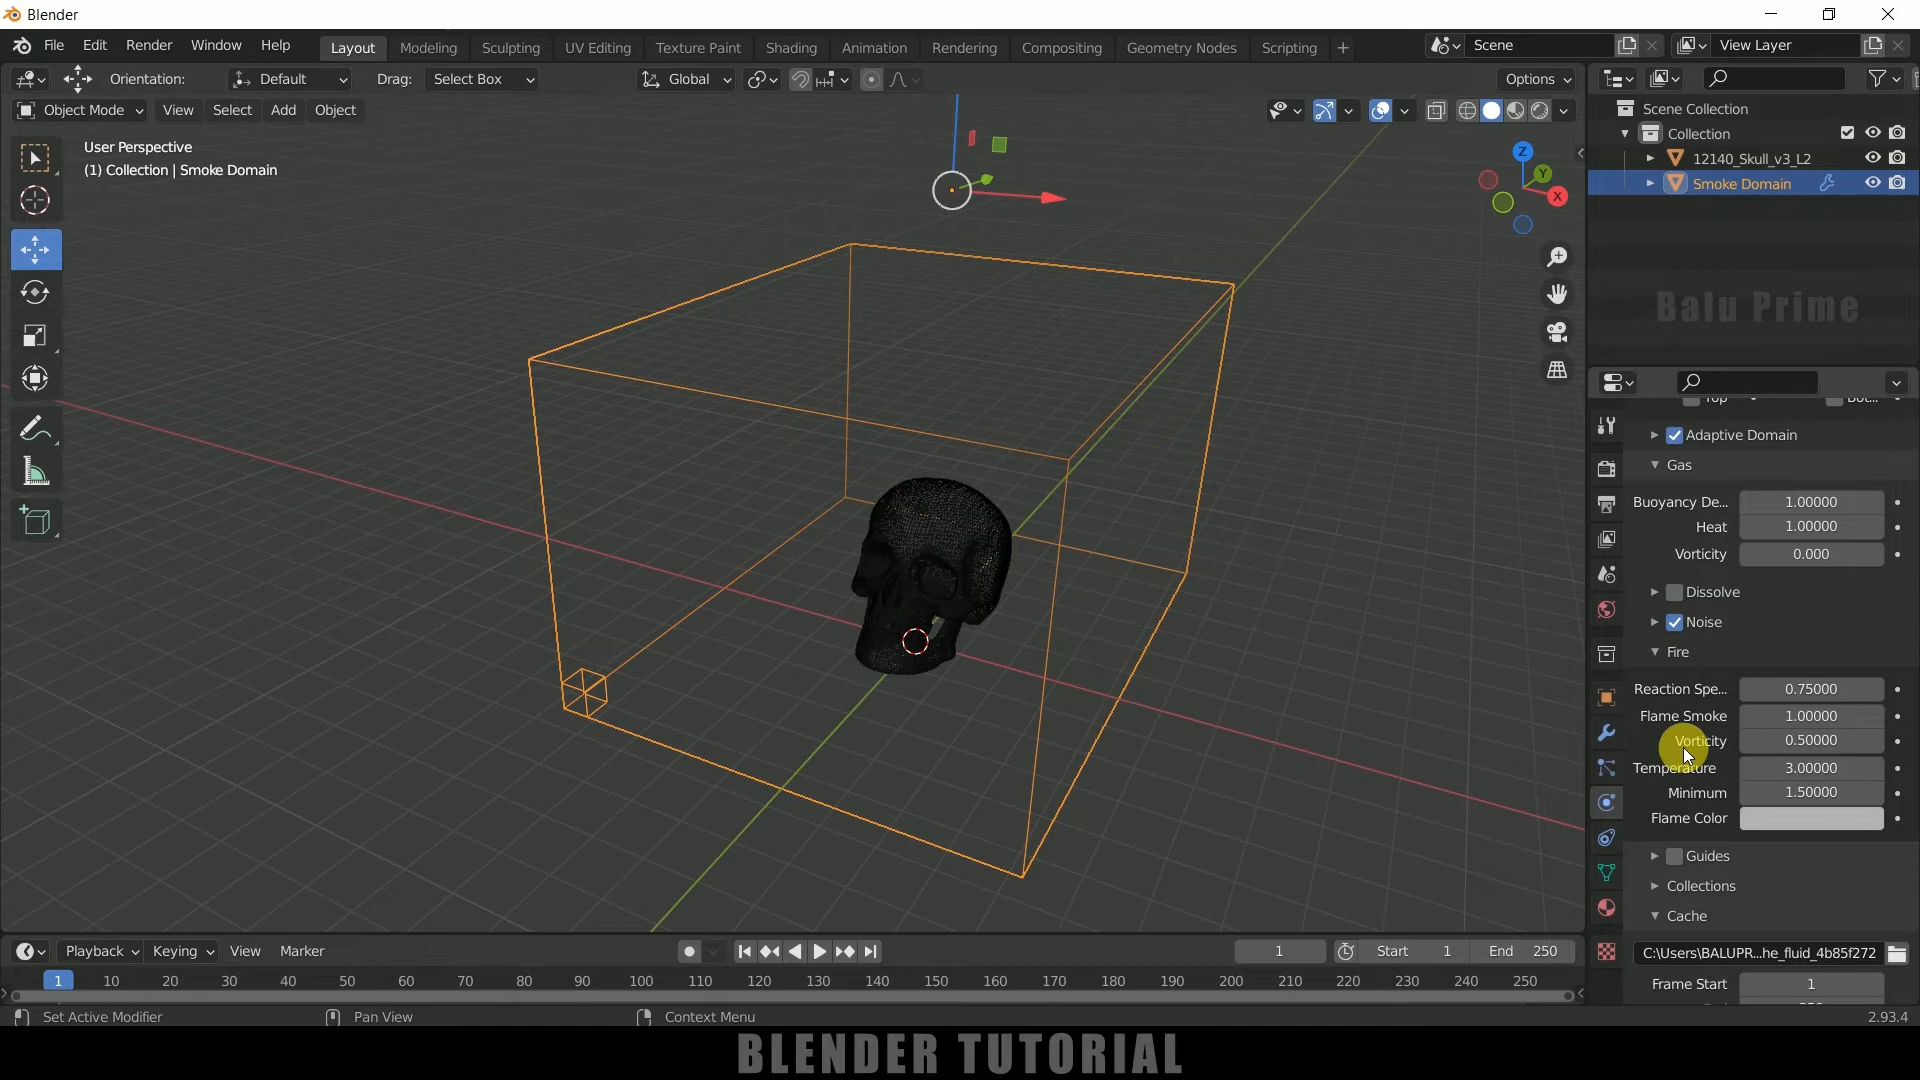 Blender
File Edit Render Window Help Layout Modeling Sculpting UV Editing Texture Paint Shading Animation Rendering Compositing Geometry Nodes Scripting + Scene View Layer
Orientation: Default Drag: Select Box Global Options
Object Mode View Select Add Object
User Perspective
(1) Collection | Smoke Domain
Z
Y
X
Scene Collection
Collection
12140_Skull_v3_L2
Smoke Domain
Balu Prime
Top Bot...
Adaptive Domain
Gas
Buoyancy De... 1.00000
Heat 1.00000
Vorticity 0.000
Dissolve
Noise
Fire
Reaction Spe... 0.75000
Flame Smoke 1.00000
Vorticity 0.50000
Temperature 3.00000
Minimum 1.50000
Flame Color
Guides
Collections
Cache
C:\Users\BALUPR...he_fluid_4b85f272
Frame Start 1
Playback Keying View Marker 1 Start 1 End 250
1 10 20 30 40 50 60 70 80 90 100 110 120 130 140 150 160 170 180 190 200 210 220 230 240 250
Set Active Modifier Pan View Context Menu 2.93.4
BLENDER TUTORIAL